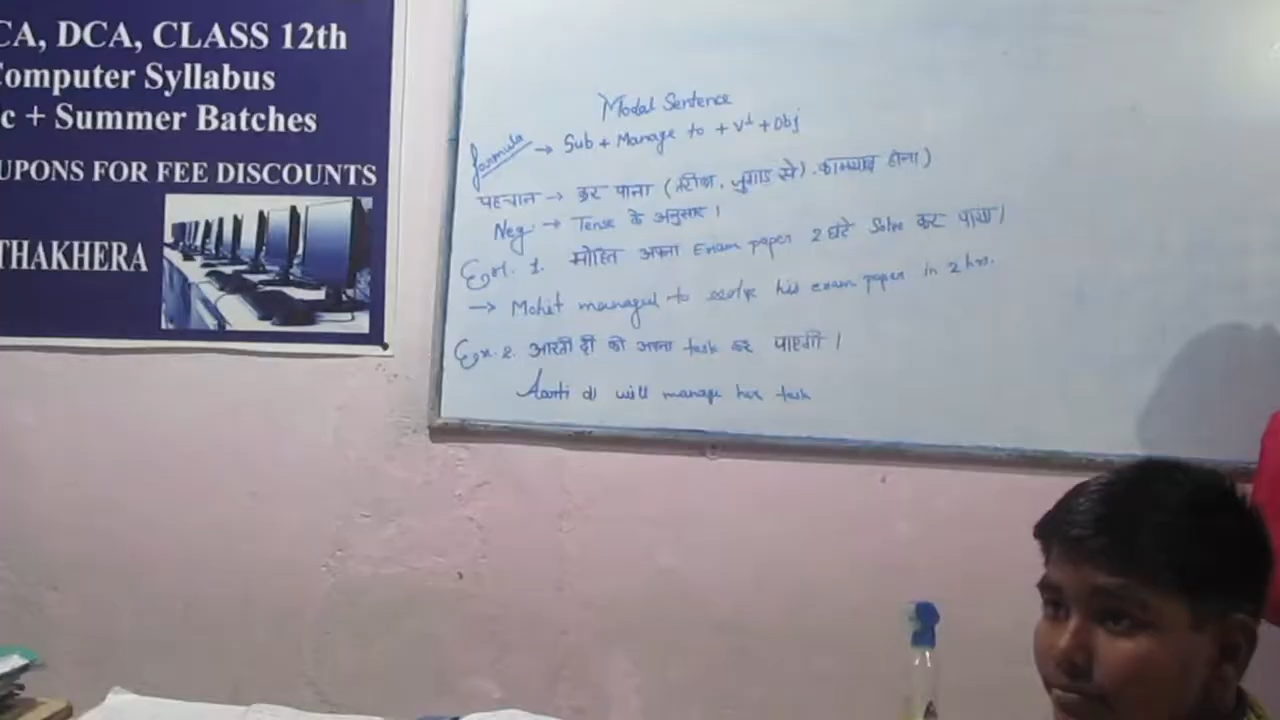 CA, DCA, CLASS 12th
Computer Syllabus
c + Summer Batches
UPONS FOR FEE DISCOUNTS
THAKHERA
Modal Sentence
formula → Sub + Manage to + V1 + Obj
पहचान → कर पाना ( जुगाड़ से). होना)
Neg. → Tense के अनुसार ।
Ex. 1. मोहित अपना Exam paper 2 घंटे Solve कर पाया।
→ Mohit managed to solve his exam paper in 2 hrs.
Ex. 2. आरती दी को अपना task कर पाएगी ।
Aarti di will manage her task